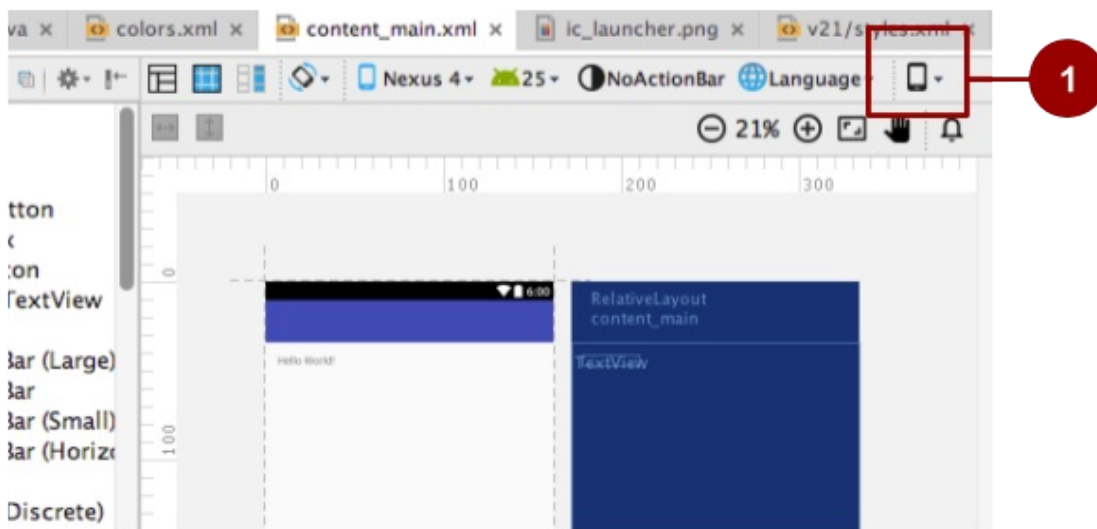 va × colors.xml × content_main.xml × ic_launcher.png × v21/styles.xml ×
Nexus 4 25 NoActionBar Language
1
21%
0 100 200 300
tton
x
ton
TextView
Bar (Large)
Bar
Bar (Small)
Bar (Horizo
Discrete)
0
100
6:00
Hello World!
RelativeLayout
content_main
TextView